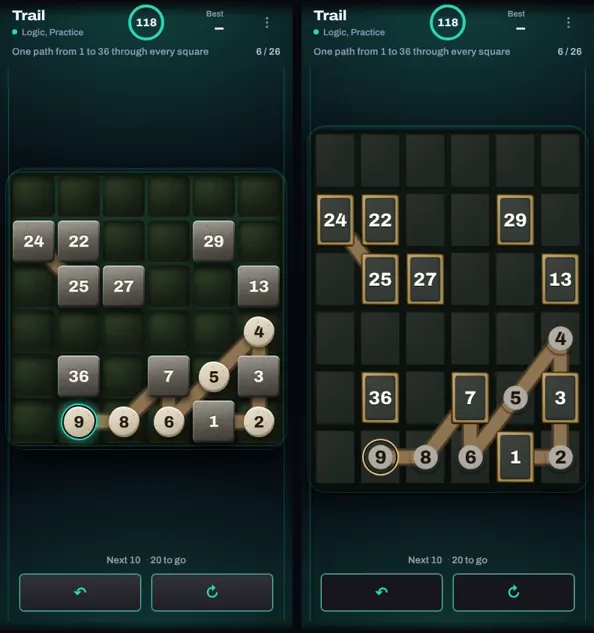 Trail
118
Best
–
Logic, Practice
One path from 1 to 36 through every square
6 / 26
24 22 29
25 27 13
4
36 7 5 3
9 8 6 1 2
Next 10 20 to go
Trail
118
Best
–
Logic, Practice
One path from 1 to 36 through every square
6 / 26
24 22 29
25 27 13
4
36 7 5 3
9 8 6 1 2
Next 10 20 to go